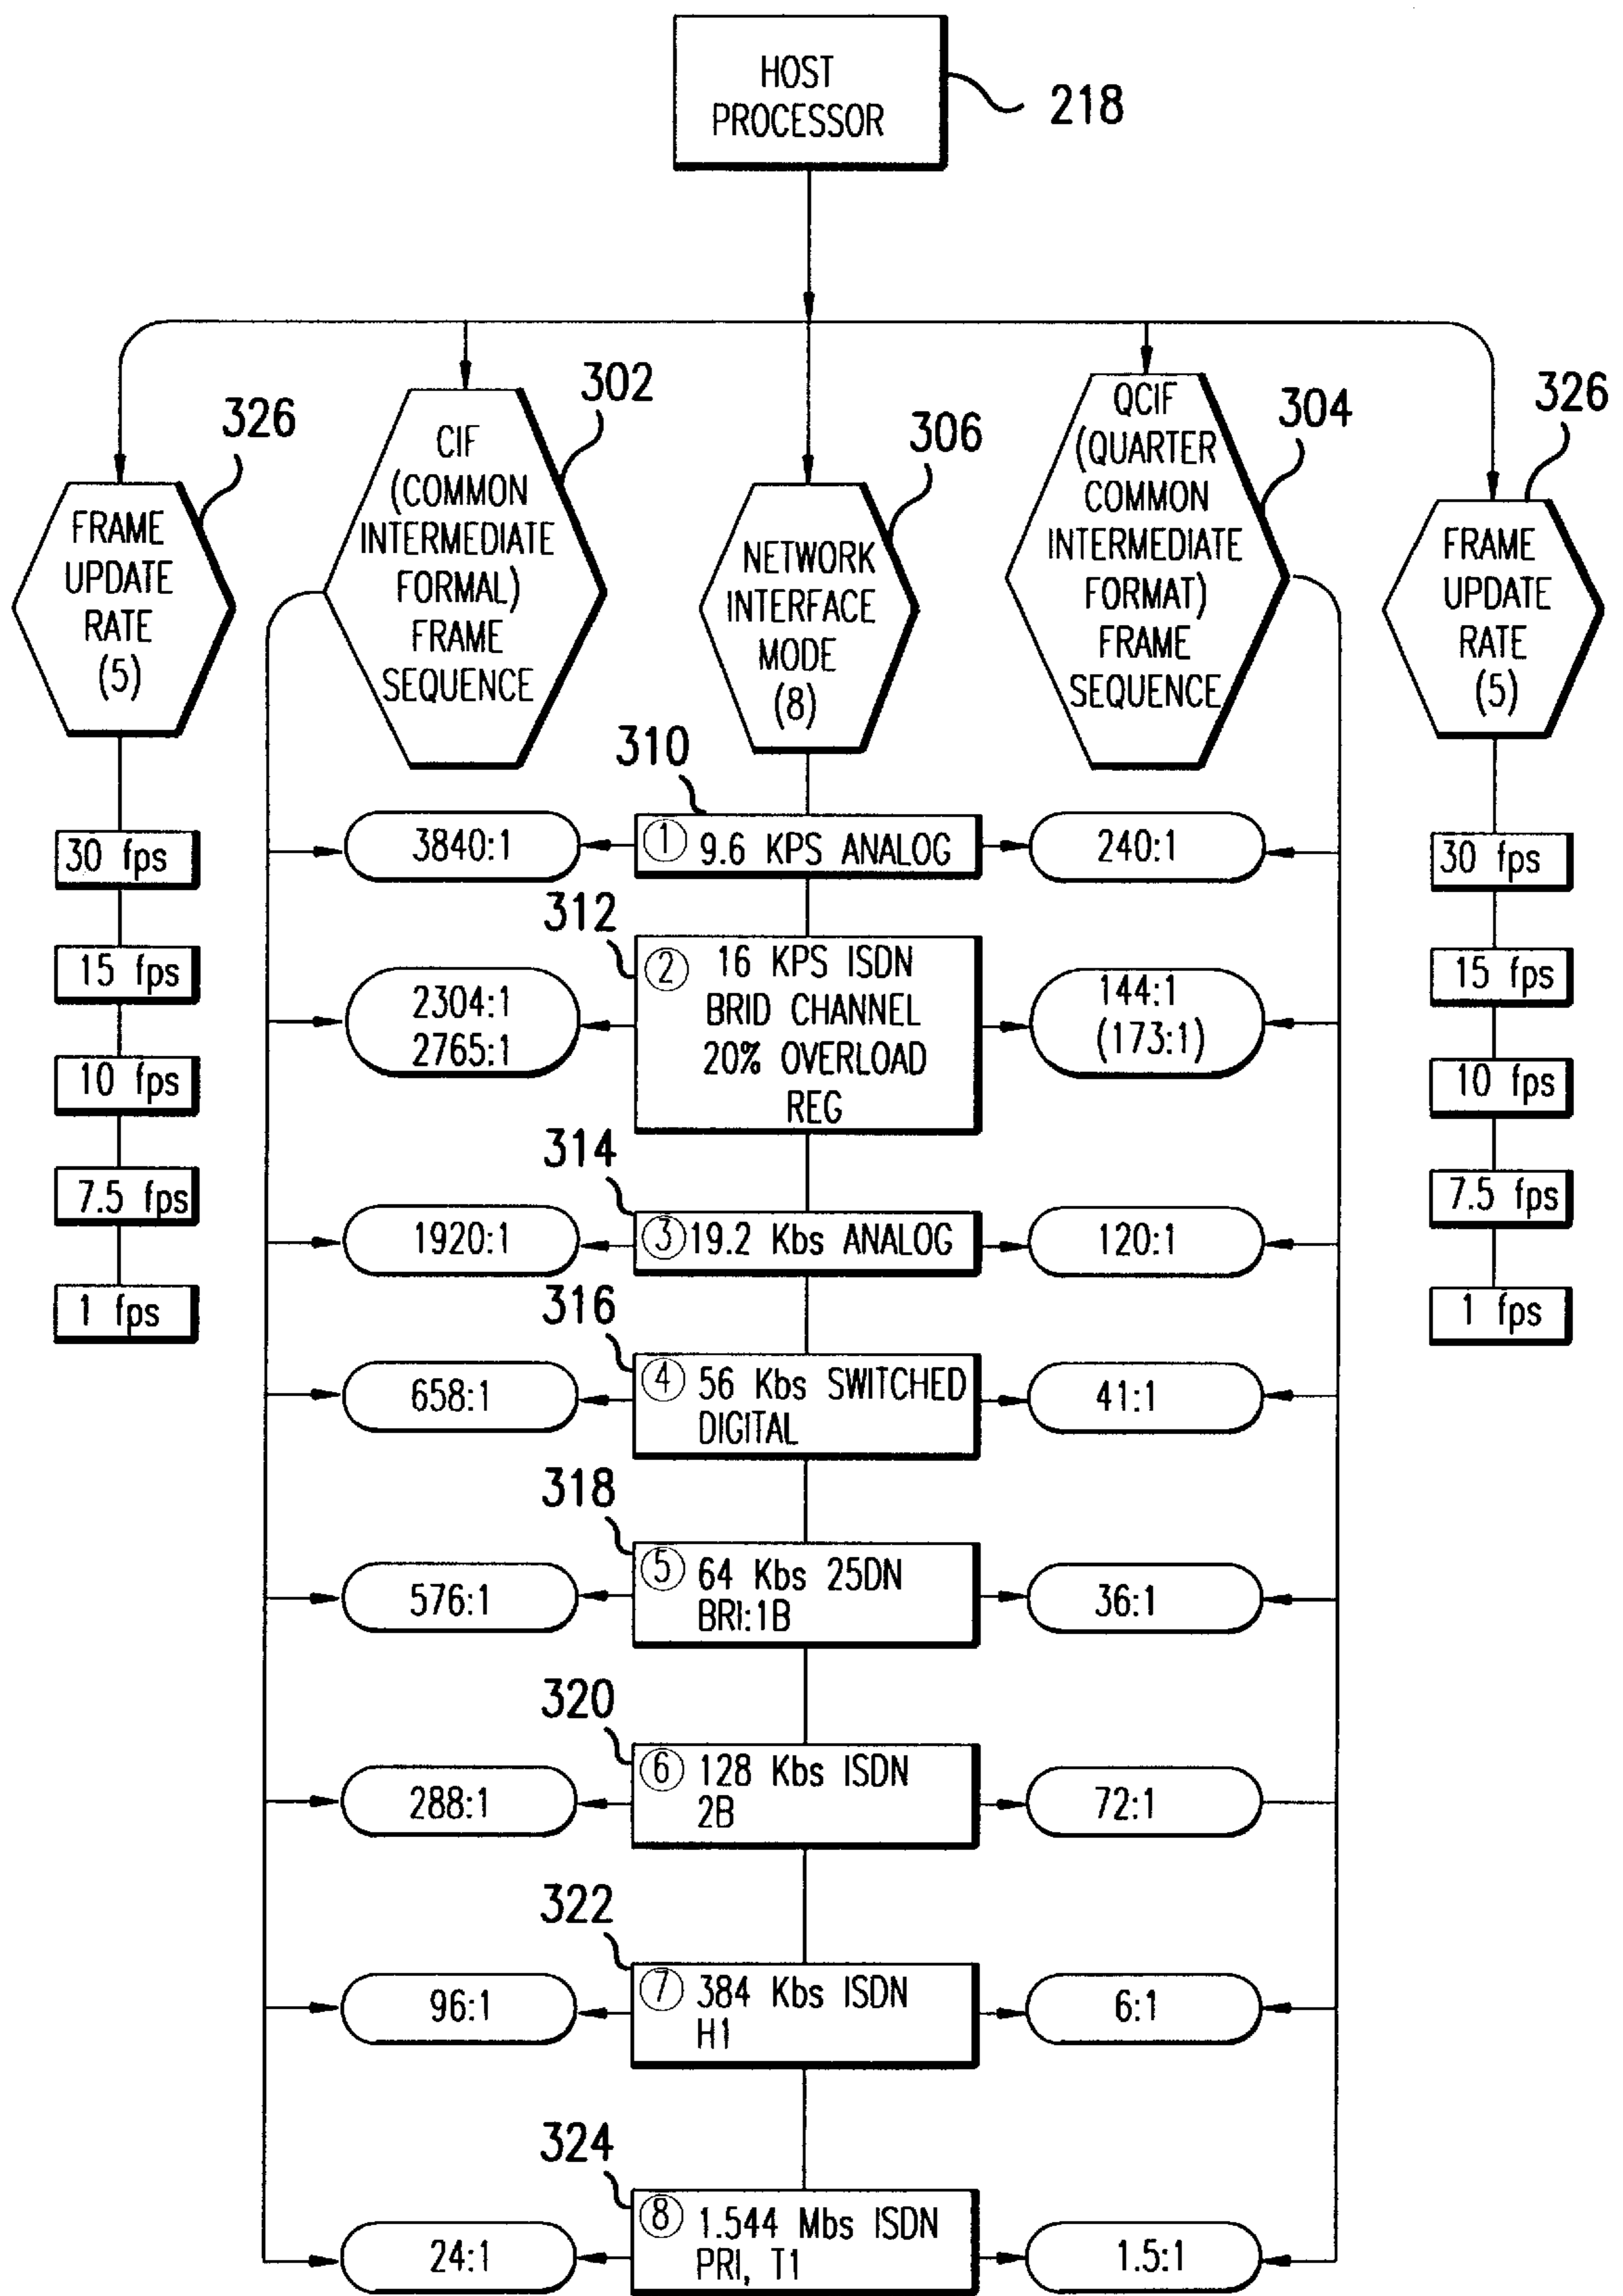 HOST
PROCESSOR
218
326
FRAME
UPDATE
RATE
(5)
30 fps
15 fps
10 fps
7.5 fps
1 fps
302
CIF
(COMMON
INTERMEDIATE
FORMAL)
FRAME
SEQUENCE
306
NETWORK
INTERFACE
MODE
(8)
304
QCIF
(QUARTER
COMMON
INTERMEDIATE
FORMAT)
FRAME
SEQUENCE
326
FRAME
UPDATE
RATE
(5)
30 fps
15 fps
10 fps
7.5 fps
1 fps
310
3840:1
1 9.6 KPS ANALOG
240:1
312
2304:1
2765:1
2 16 KPS ISDN
BRID CHANNEL
20% OVERLOAD
REG
144:1
(173:1)
314
1920:1
3 19.2 Kbs ANALOG
120:1
316
658:1
4 56 Kbs SWITCHED
DIGITAL
41:1
318
576:1
5 64 Kbs 25DN
BRI:1B
36:1
320
288:1
6 128 Kbs ISDN
2B
72:1
322
96:1
7 384 Kbs ISDN
H1
6:1
324
24:1
8 1.544 Mbs ISDN
PRI, T1
1.5:1